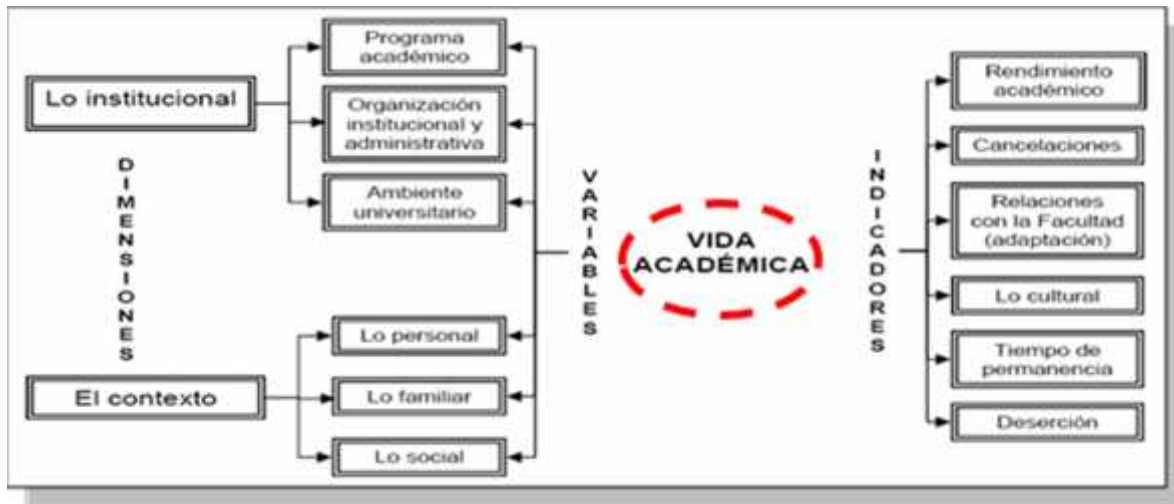 Lo institucional
DIMENSIONES
El contexto
Programa
académico
Organización
institucional y
administrativa
Ambiente
universitario
Lo personal
Lo familiar
Lo social
VARIABLES
VIDA
ACADÉMICA
INDICADORES
Rendimiento
académico
Cancelaciones
Relaciones
con la Facultad
(adaptación)
Lo cultural
Tiempo de
permanencia
Deserción